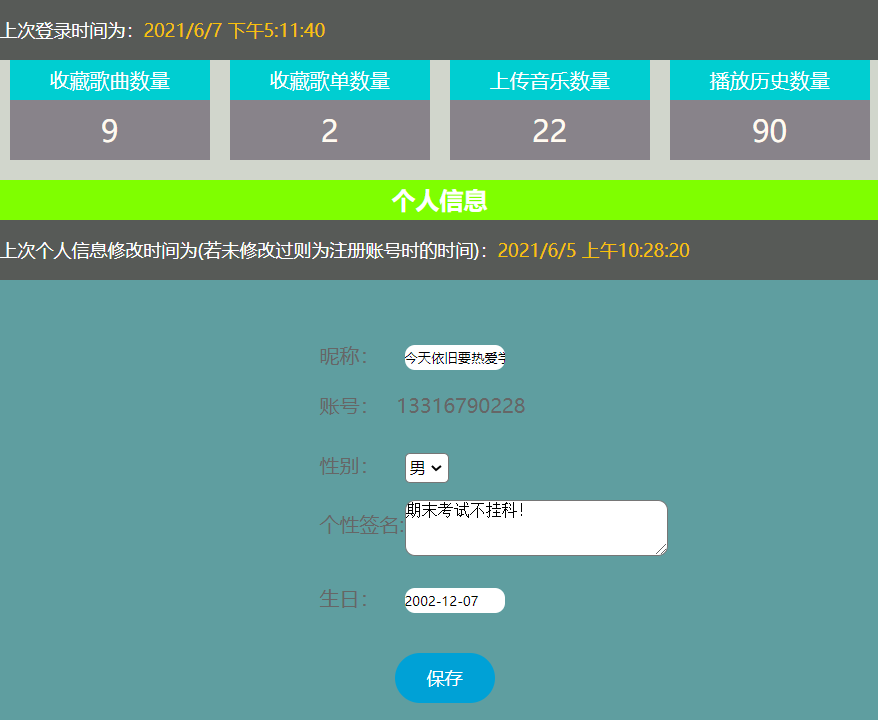 上次登录时间为：2021/6/7 下午5:11:40
收藏歌曲数量 收藏歌单数量 上传音乐数量 播放历史数量
9 2 22 90
个人信息
上次个人信息修改时间为(若未修改过则为注册账号时的时间)：2021/6/5 上午10:28:20
昵称： 今天依旧要热爱学
账号： 13316790228
性别： 男
个性签名: 期末考试不挂科！
生日： 2002-12-07
保存